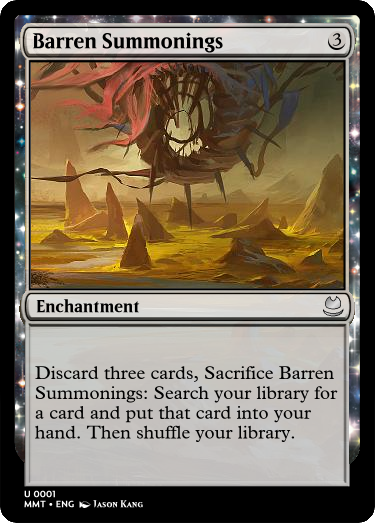 Barren Summonings 3
Enchantment
Discard three cards, Sacrifice Barren
Summonings: Search your library for
a card and put that card into your
hand. Then shuffle your library.
U 0001
MMT • ENG Jason Kang